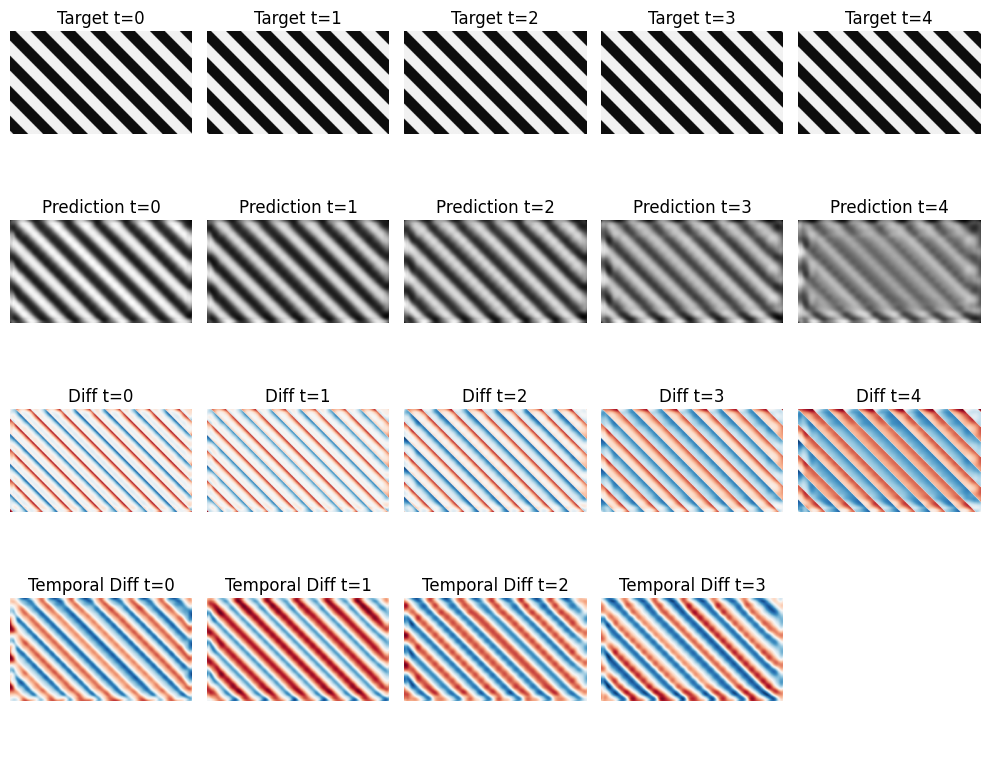 Target t=0 Target t=1 Target t=2 Target t=3 Target t=4
Prediction t=0 Prediction t=1 Prediction t=2 Prediction t=3 Prediction t=4
Diff t=0 Diff t=1 Diff t=2 Diff t=3 Diff t=4
Temporal Diff t=0 Temporal Diff t=1 Temporal Diff t=2 Temporal Diff t=3